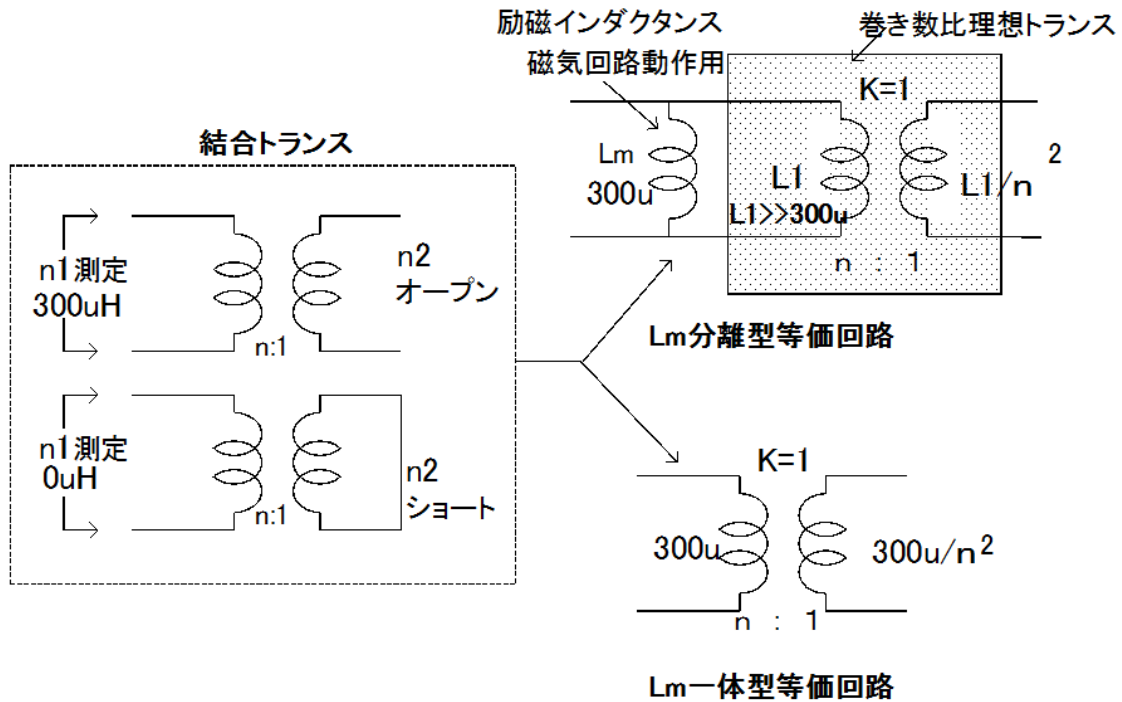 結合トランス
n1測定
300uH
n2
オープン
n:1
n1測定
0uH
n2
ショート
n:1
励磁インダクタンス
磁気回路動作用
巻き数比理想トランス
K=1
Lm
300u
L1
L1>>300u
L1/n²
n : 1
Lm分離型等価回路
K=1
300u
300u/n²
n : 1
Lm一体型等価回路